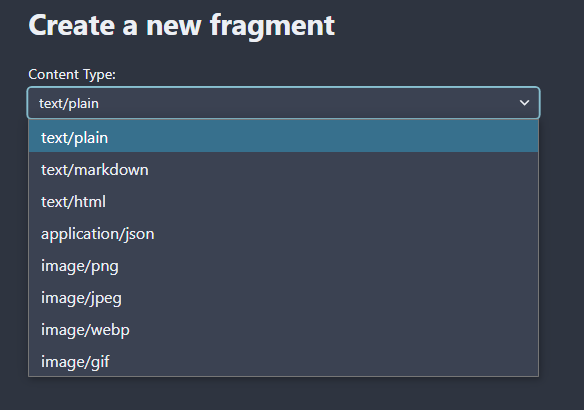 Create a new fragment
Content Type:
text/plain
text/plain
text/markdown
text/html
application/json
image/png
image/jpeg
image/webp
image/gif